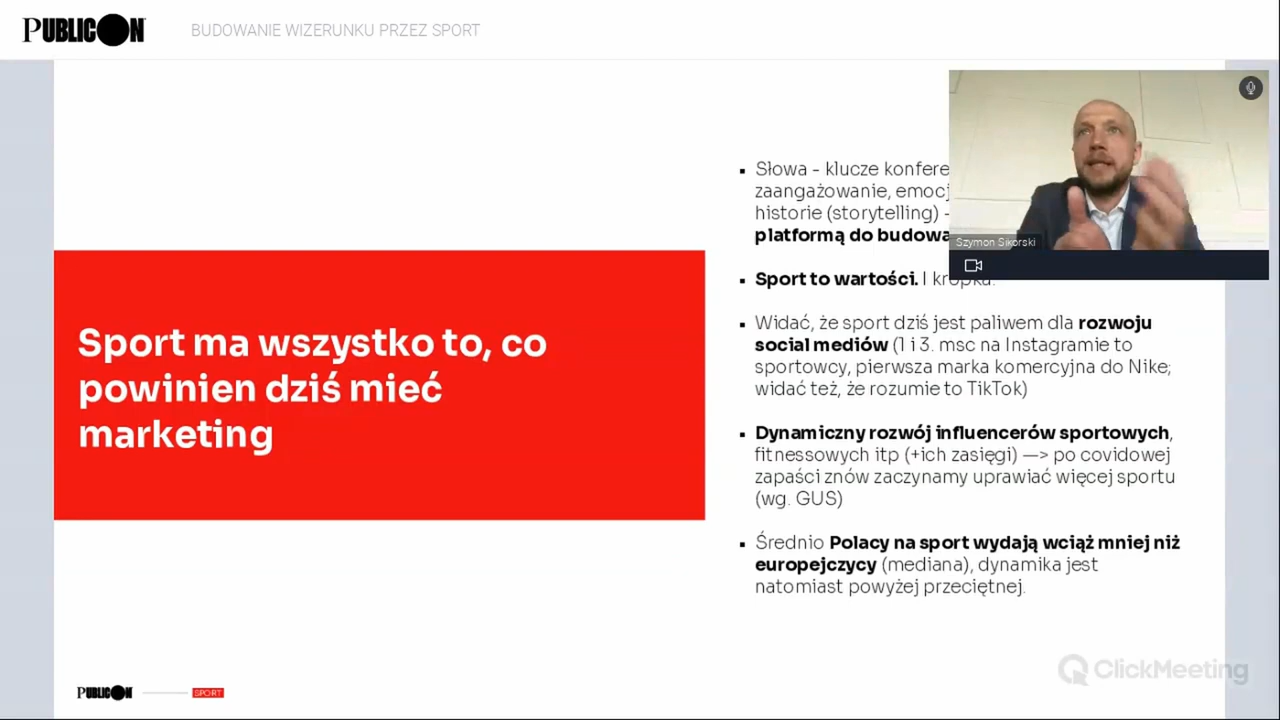 PUBLICON
BUDOWANIE WIZERUNKU PRZEZ SPORT
Sport ma wszystko to, co
powinien dziś mieć
marketing
Słowa - klucze
zaangażowanie,
historie (storytelling) -
platformą do
Szymon Sikorski
Sport to wartości. I kropka.
Widać, że sport dziś jest paliwem dla rozwoju
social mediów (1 i 3. msc na Instagramie to
sportowcy, pierwsza marka komercyjna do Nike;
widać też, że rozumie to TikTok)
Dynamiczny rozwój influencerów sportowych,
fitnessowych itp (+ich zasięgi) —> po covidowej
zapaści znów zaczynamy uprawiać więcej sportu
(wg. GUS)
Średnio Polacy na sport wydają wciąż mniej niż
europejczycy (mediana), dynamika jest
natomiast powyżej przeciętnej.
PUBLICON SPORT
ClickMeeting